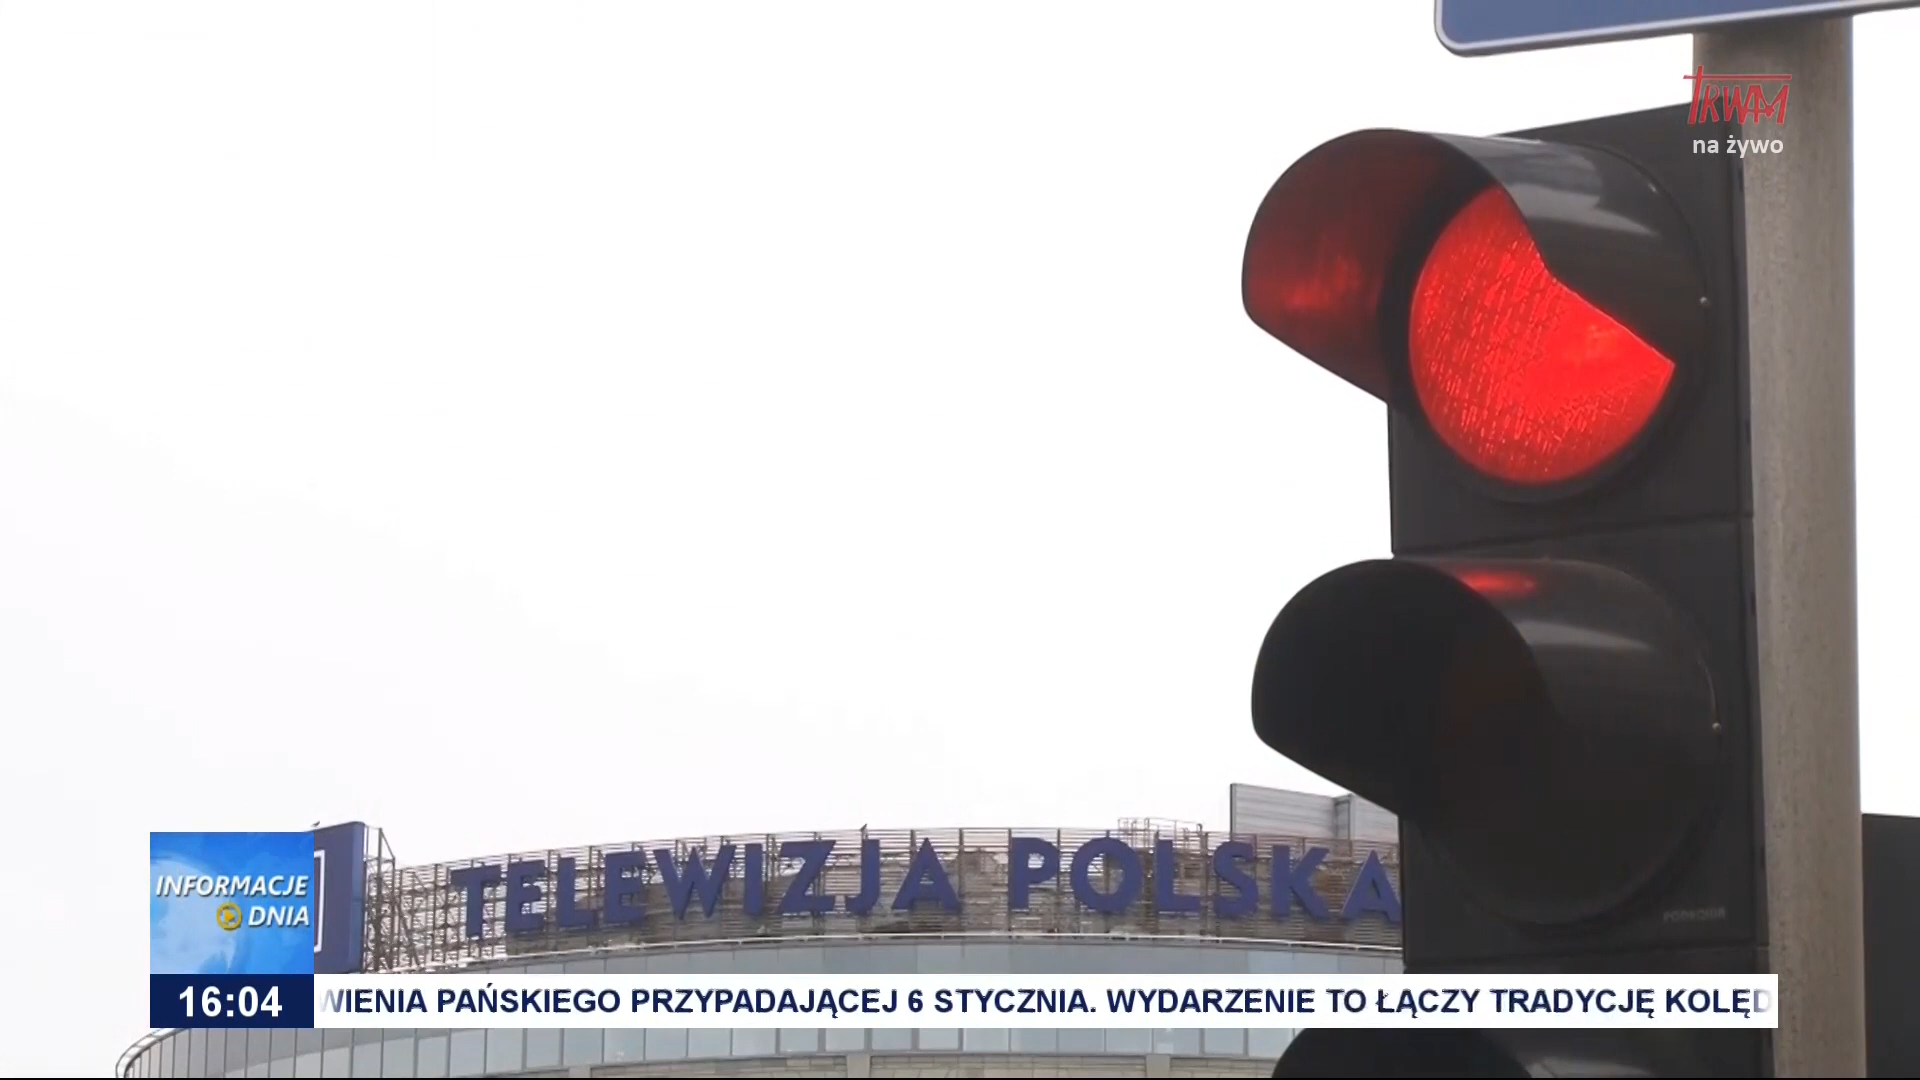 TRWAM
na żywo
TELEWIZJA POLSKA
INFORMACJE
DNIA
16:04
WIENIA PAŃSKIEGO PRZYPADAJĄCEJ 6 STYCZNIA. WYDARZENIE TO ŁĄCZY TRADYCJĘ KOLĘD